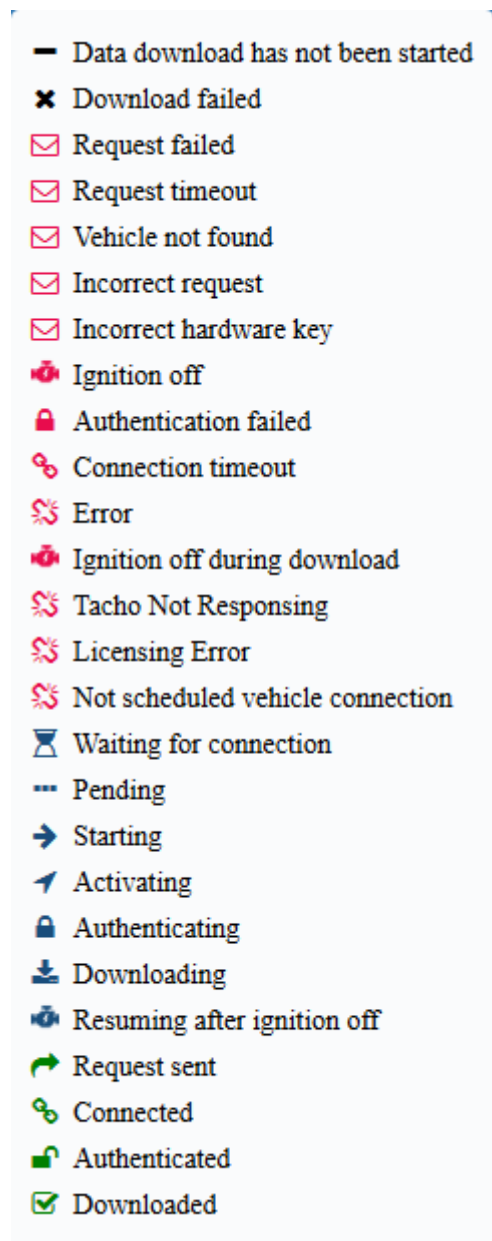 Data download has not been started
Download failed
Request failed
Request timeout
Vehicle not found
Incorrect request
Incorrect hardware key
Ignition off
Authentication failed
Connection timeout
Error
Ignition off during download
Tacho Not Responsing
Licensing Error
Not scheduled vehicle connection
Waiting for connection
Pending
Starting
Activating
Authenticating
Downloading
Resuming after ignition off
Request sent
Connected
Authenticated
Downloaded